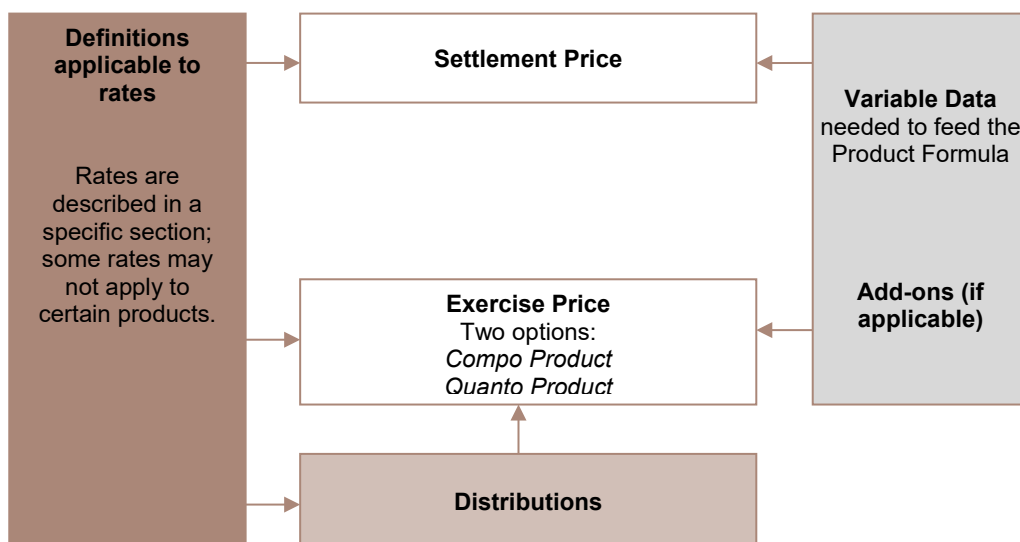 Definitions
applicable to
rates
Rates are
described in a
specific section;
some rates may
not apply to
certain products.
Settlement Price
Exercise Price
Two options:
Compo Product
Quanto Product
Distributions
Variable Data
needed to feed the
Product Formula
Add-ons (if
applicable)